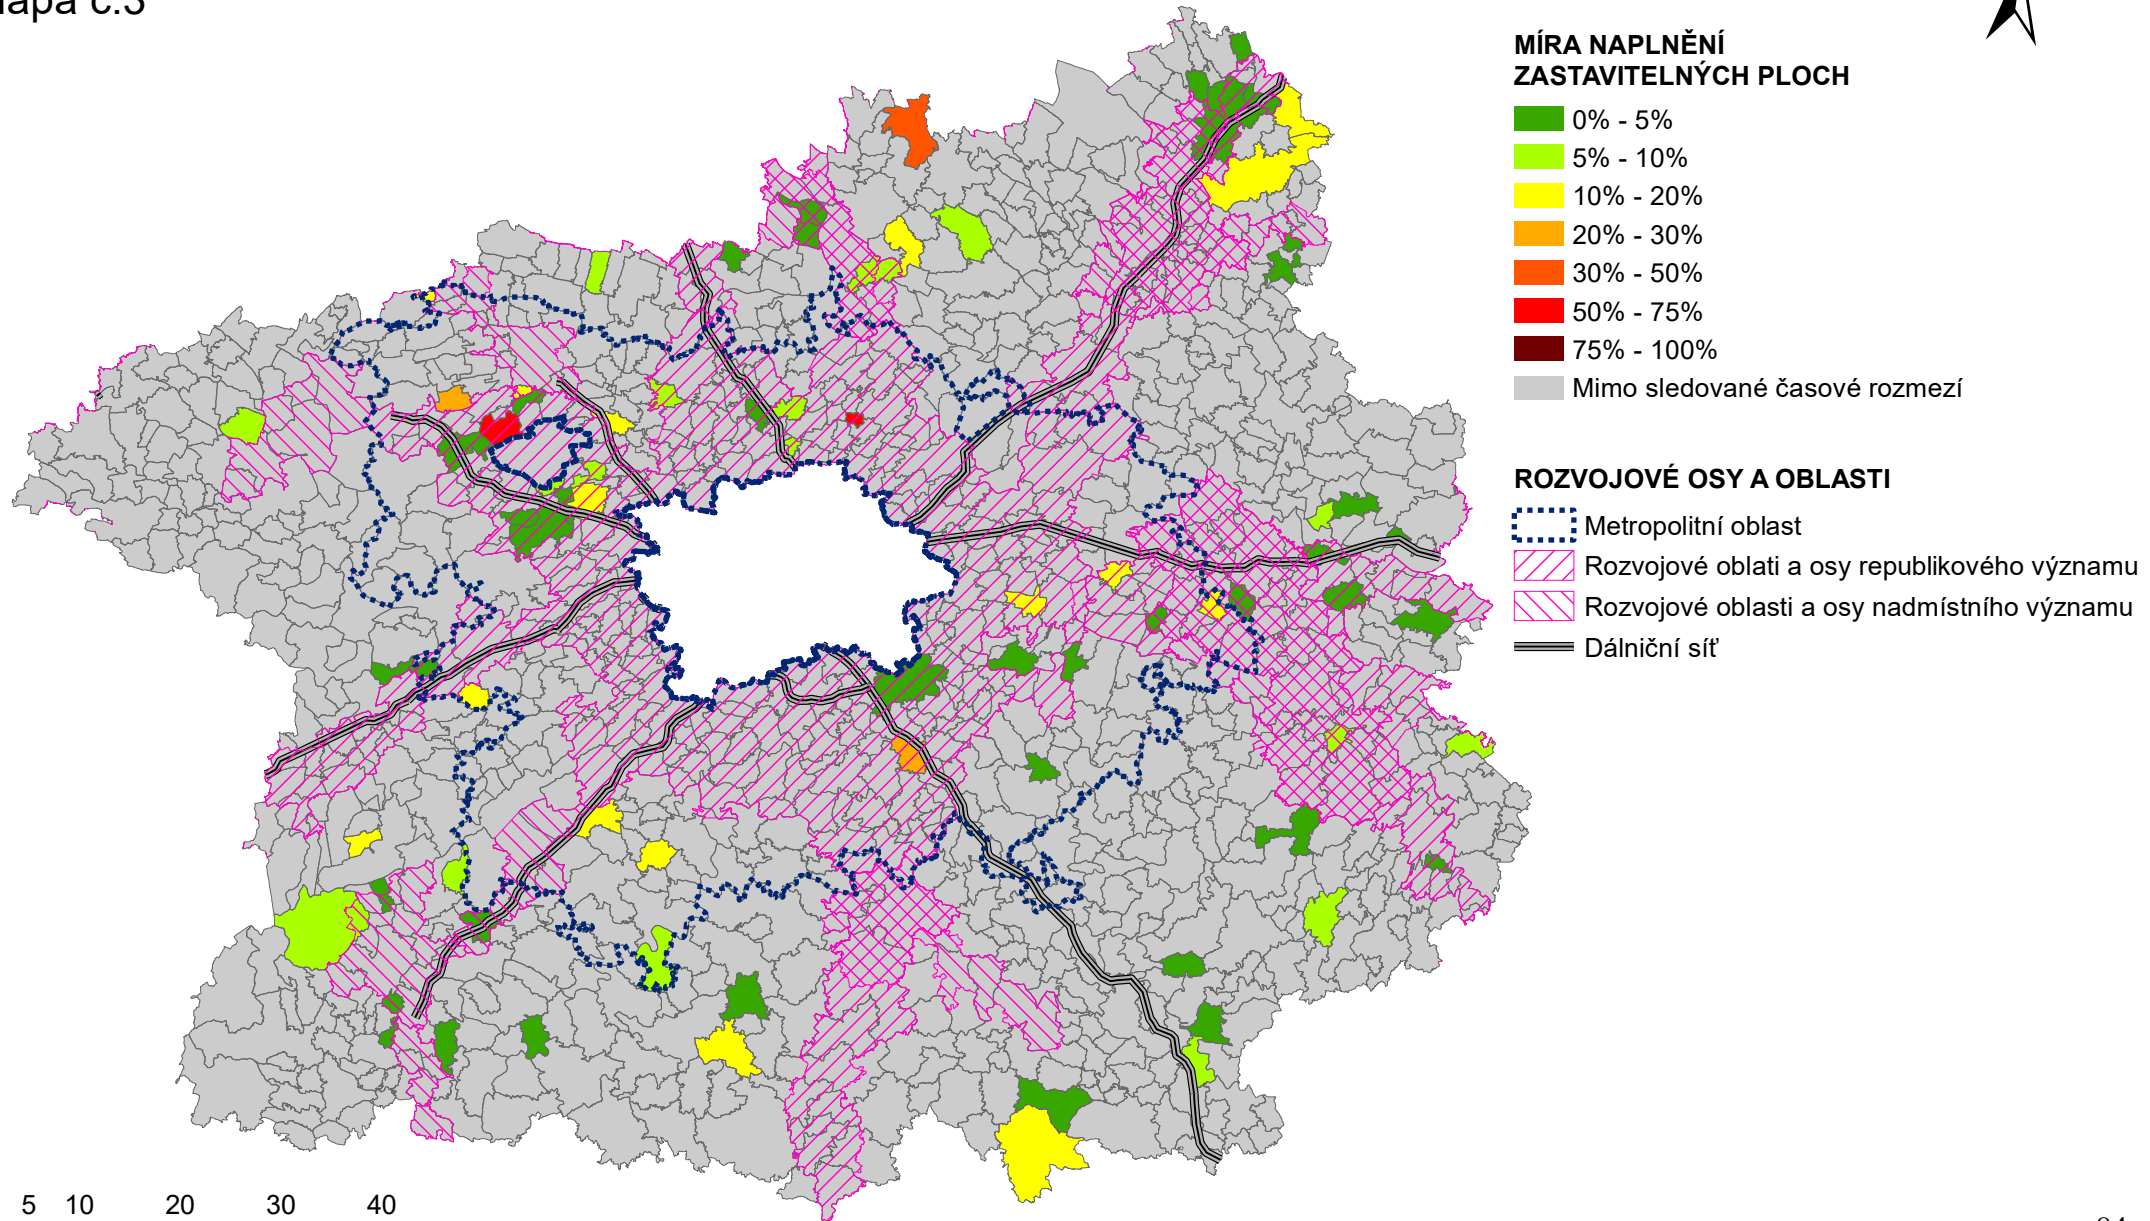 č.3
MÍRA NAPLNĚNÍ
ZASTAVITELNÝCH PLOCH
0% - 5%
5% - 10%
10% - 20%
20% - 30%
30% - 50%
50% - 75%
75% - 100%
Mimo sledované časové rozmezí
ROZVOJOVÉ OSY A OBLASTI
Metropolitní oblast
Rozvojové oblati a osy republikového významu
Rozvojové oblasti a osy nadmístního významu
Dálniční síť
5 10 20 30 40